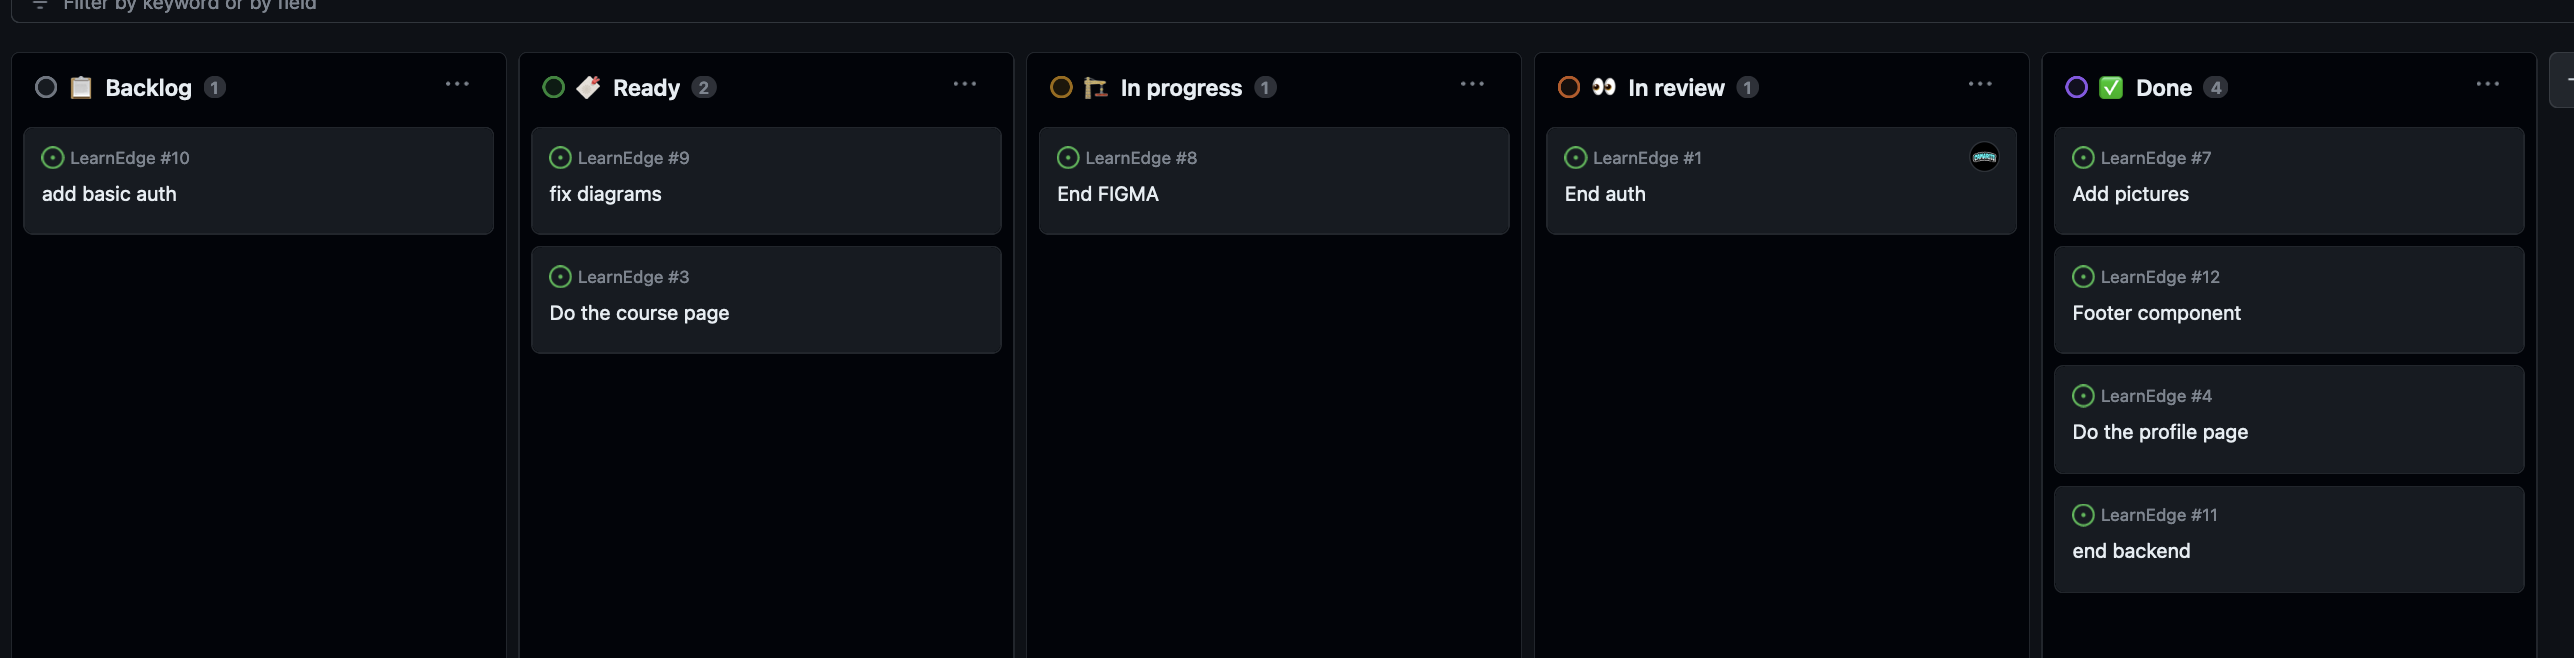 Filter by keyword or by field
Backlog 1
LearnEdge #10
add basic auth
Ready 2
LearnEdge #9
fix diagrams
LearnEdge #3
Do the course page
In progress 1
LearnEdge #8
End FIGMA
In review 1
LearnEdge #1
End auth
Done 4
LearnEdge #7
Add pictures
LearnEdge #12
Footer component
LearnEdge #4
Do the profile page
LearnEdge #11
end backend